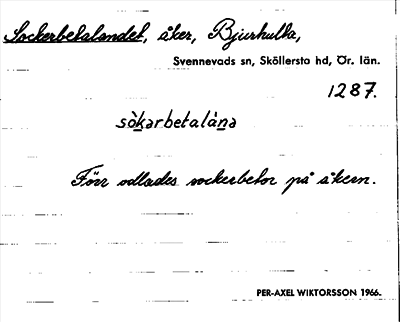 Sockerbetalandet, åker, Bjurhulta,
Svennevads sn, Sköllersta hd, Ör. län.
1287.
sòkarbetalàna
Förr odlades sockerbetor på åkern.
PER-AXEL WIKTORSSON 1966.